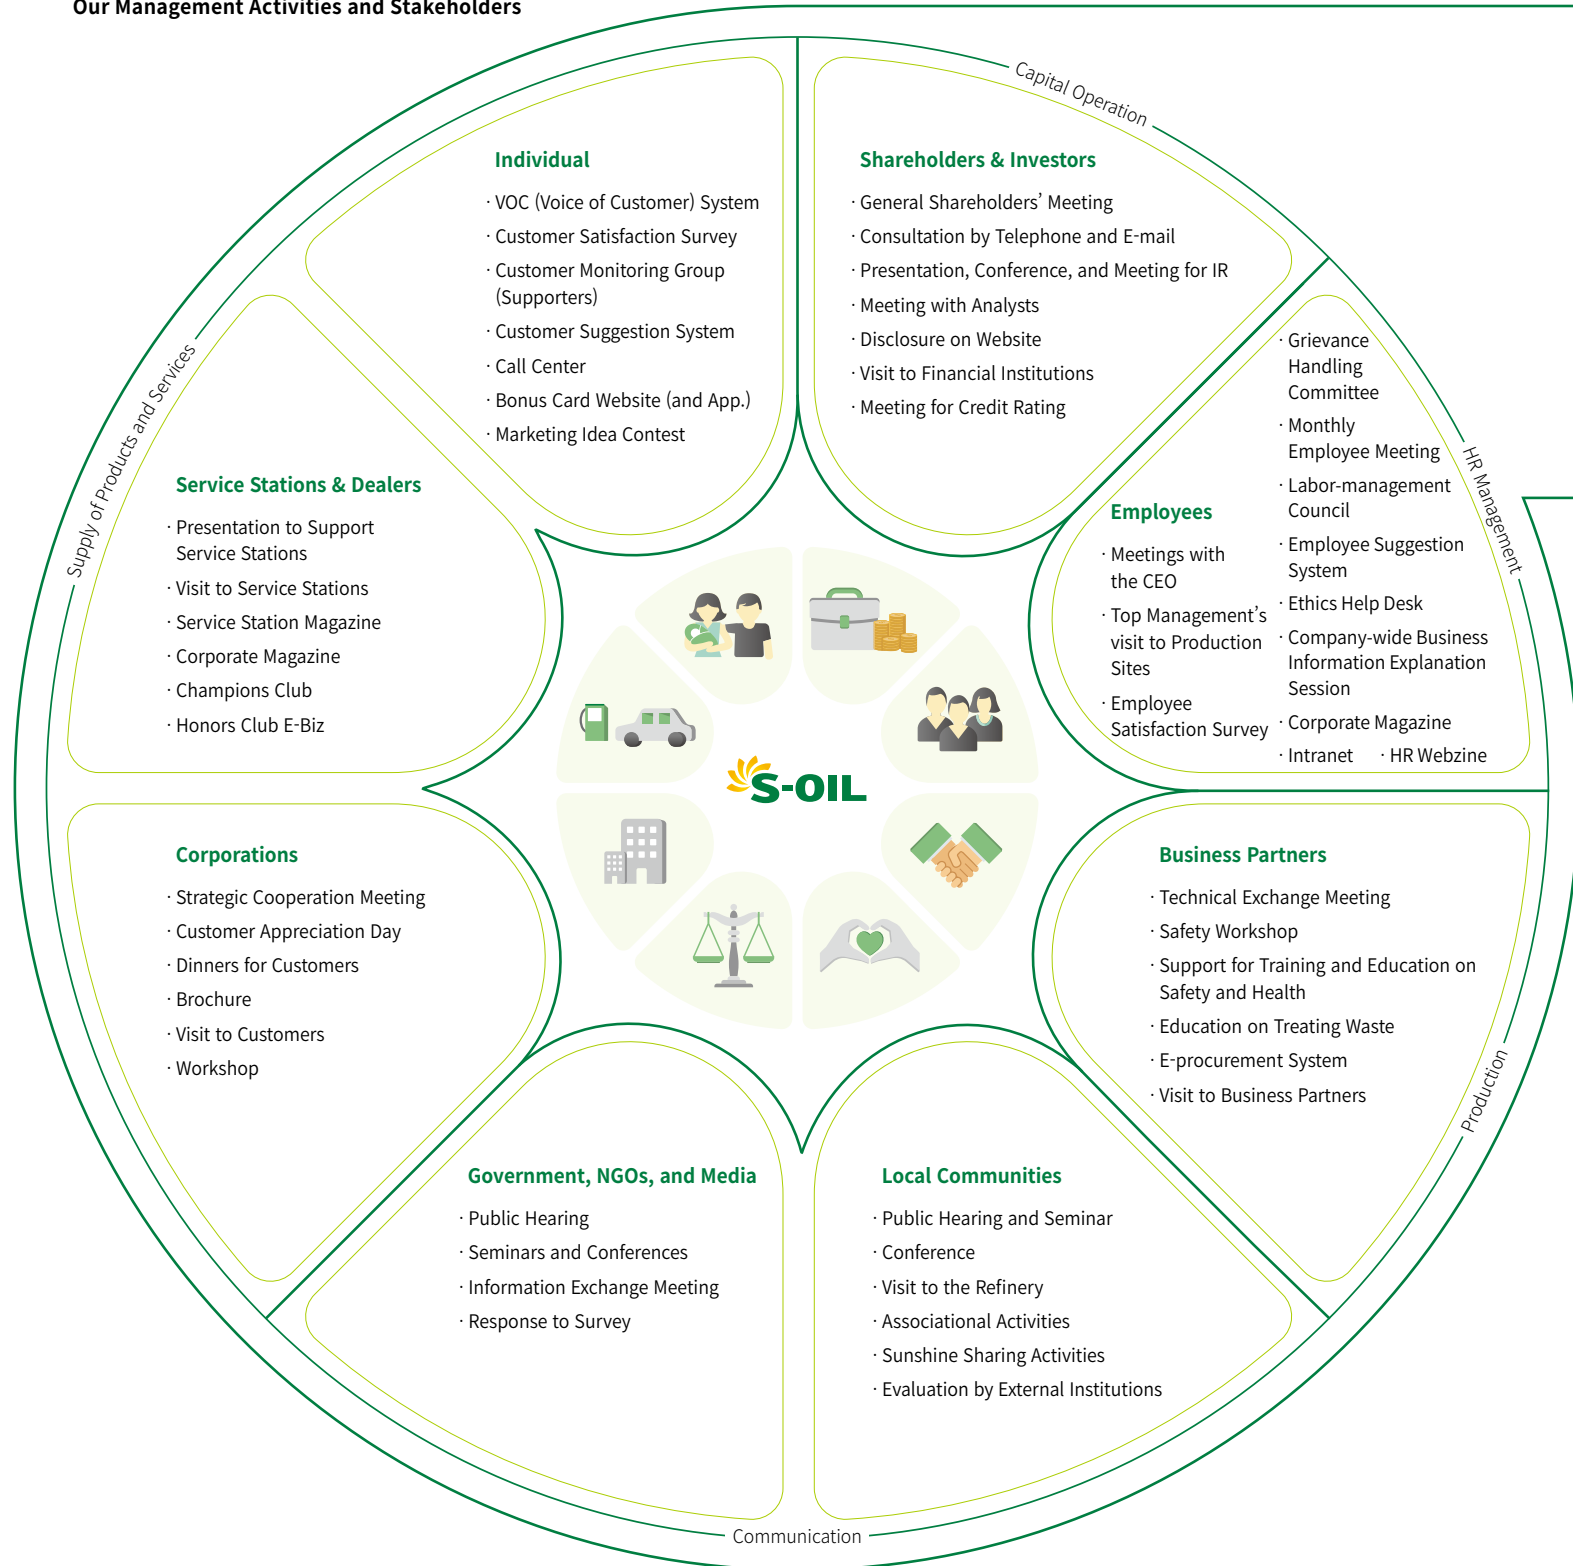 Our Management Activities and Stakeholders
Capital Operation
Individual
· VOC (Voice of Customer) System
· Customer Satisfaction Survey
· Customer Monitoring Group
(Supporters)
· Customer Suggestion System
· Call Center
· Bonus Card Website (and App.)
· Marketing Idea Contest
Shareholders & Investors
· General Shareholders’ Meeting
· Consultation by Telephone and E-mail
· Presentation, Conference, and Meeting for IR
· Meeting with Analysts
· Disclosure on Website
· Visit to Financial Institutions
· Meeting for Credit Rating
HR Management
Employees
· Meetings with
the CEO
· Top Management’s
visit to Production
Sites
· Employee
Satisfaction Survey
· Grievance
Handling
Committee
· Monthly
Employee Meeting
· Labor-management
Council
· Employee Suggestion
System
· Ethics Help Desk
· Company-wide Business
Information Explanation
Session
· Corporate Magazine
· Intranet · HR Webzine
Supply of Products and Services
Service Stations & Dealers
· Presentation to Support
Service Stations
· Visit to Service Stations
· Service Station Magazine
· Corporate Magazine
· Champions Club
· Honors Club E-Biz
S-OIL
Corporations
· Strategic Cooperation Meeting
· Customer Appreciation Day
· Dinners for Customers
· Brochure
· Visit to Customers
· Workshop
Business Partners
· Technical Exchange Meeting
· Safety Workshop
· Support for Training and Education on
Safety and Health
· Education on Treating Waste
· E-procurement System
· Visit to Business Partners
Production
Government, NGOs, and Media
· Public Hearing
· Seminars and Conferences
· Information Exchange Meeting
· Response to Survey
Local Communities
· Public Hearing and Seminar
· Conference
· Visit to the Refinery
· Associational Activities
· Sunshine Sharing Activities
· Evaluation by External Institutions
Communication